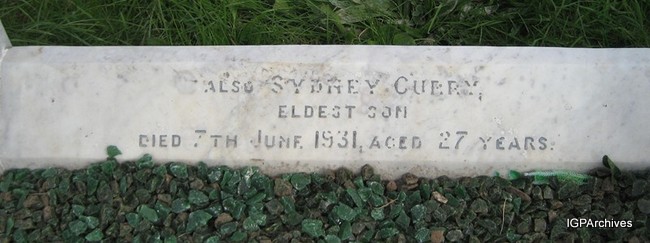 ALSO SYDNEY CURRY,
ELDEST SON
DIED 7TH JUNE 1931, AGED 27 YEARS.
IGPArchives